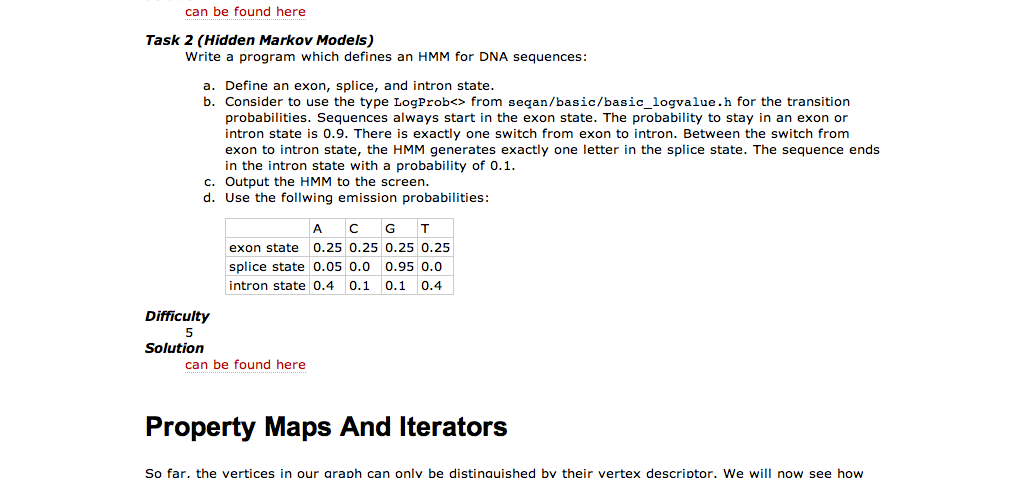 can be found here
Task 2 (Hidden Markov Models)
Write a program which defines an HMM for DNA sequences:
a. Define an exon, splice, and intron state.
b. Consider to use the type LogProb<> from seqan/basic/basic_logvalue.h for the transition
probabilities. Sequences always start in the exon state. The probability to stay in an exon or
intron state is 0.9. There is exactly one switch from exon to intron. Between the switch from
exon to intron state, the HMM generates exactly one letter in the splice state. The sequence ends
in the intron state with a probability of 0.1.
c. Output the HMM to the screen.
d. Use the follwing emission probabilities:
A C G T
exon state 0.25 0.25 0.25 0.25
splice state 0.05 0.0 0.95 0.0
intron state 0.4 0.1 0.1 0.4
Difficulty
5
Solution
can be found here
Property Maps And Iterators
So far, the vertices in our graph can only be distinguished by their vertex descriptor. We will now see how